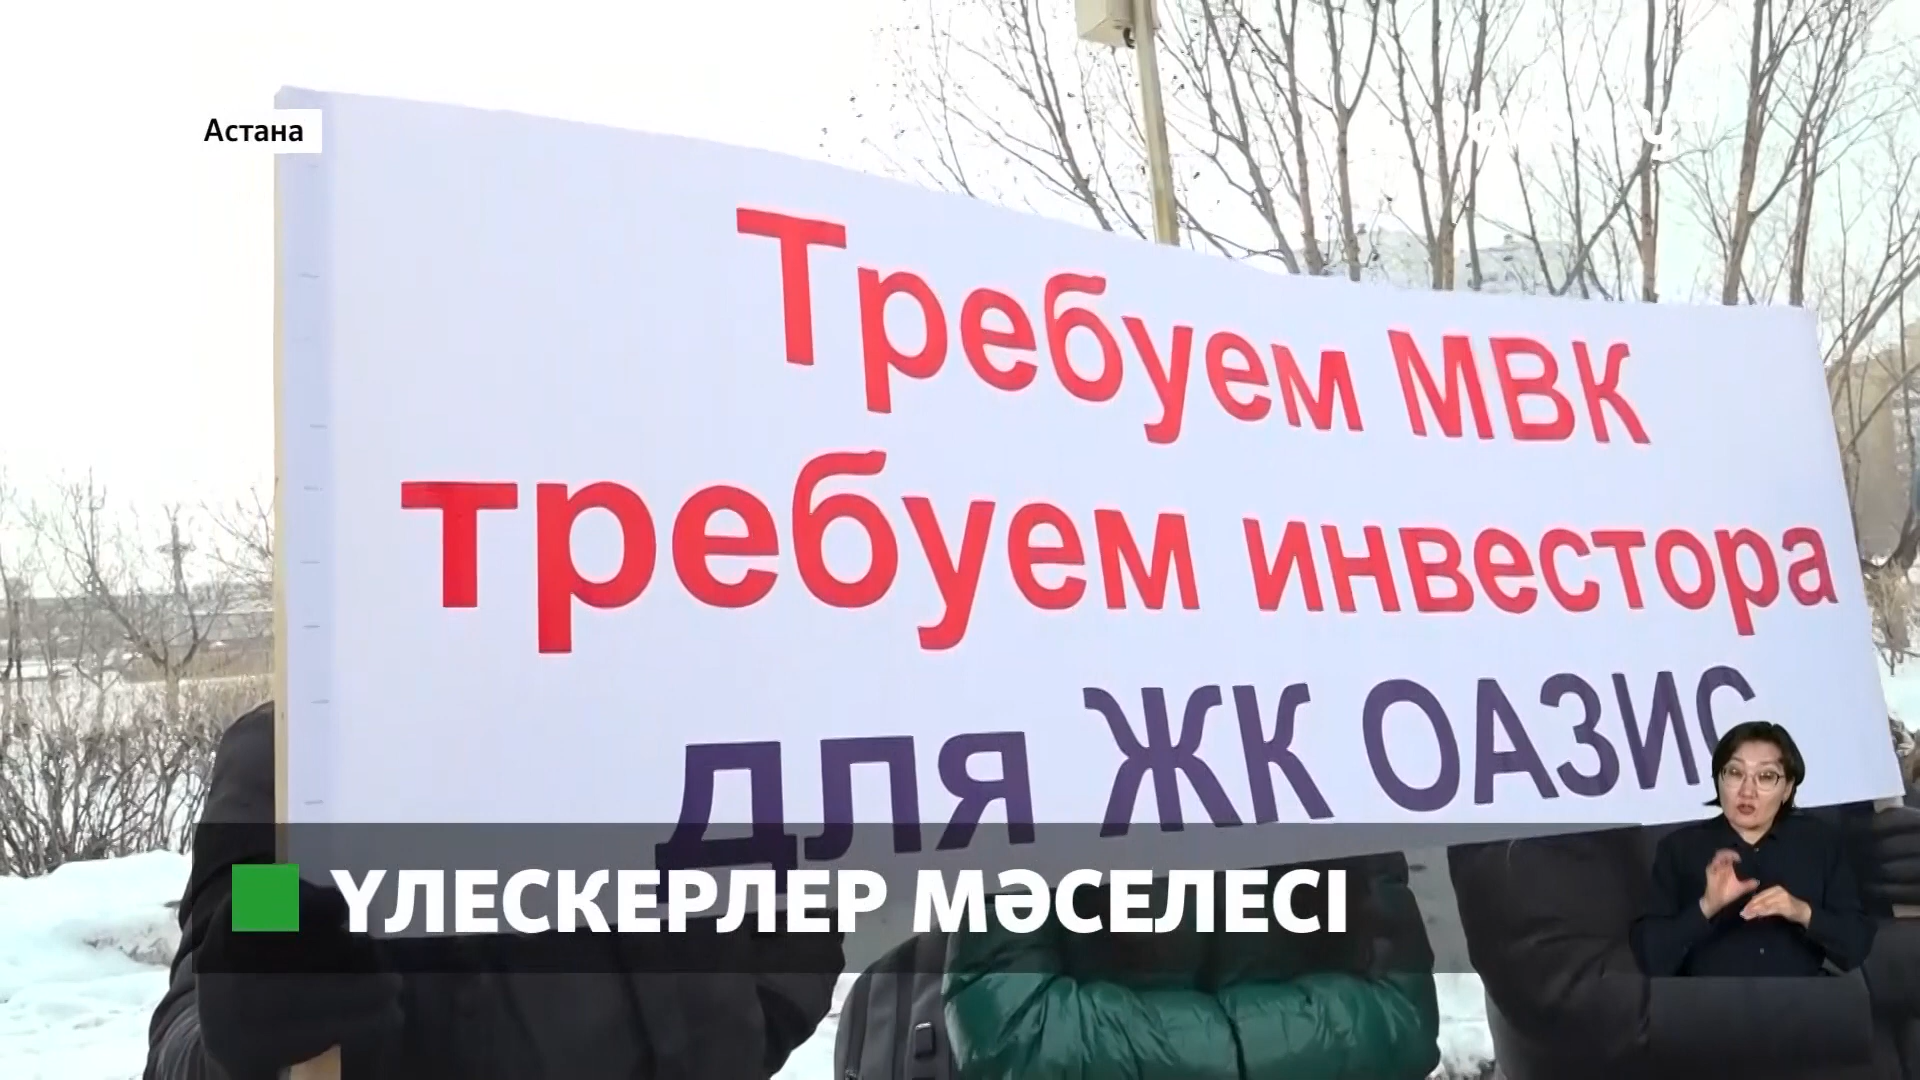 Астана
Требуем МВК
требуем инвестора
для ЖК ОАЗИС
ҮЛЕСКЕРЛЕР МӘСЕЛЕСІ